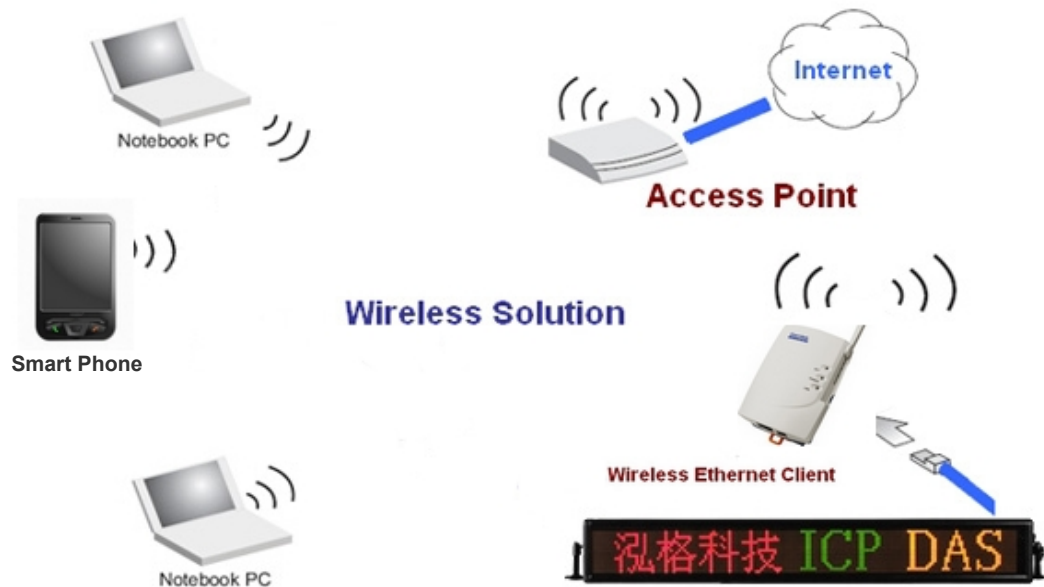 Internet
Notebook PC
Access Point
Wireless Solution
Smart Phone
Wireless Ethernet Client
泓格科技 ICP DAS
Notebook PC